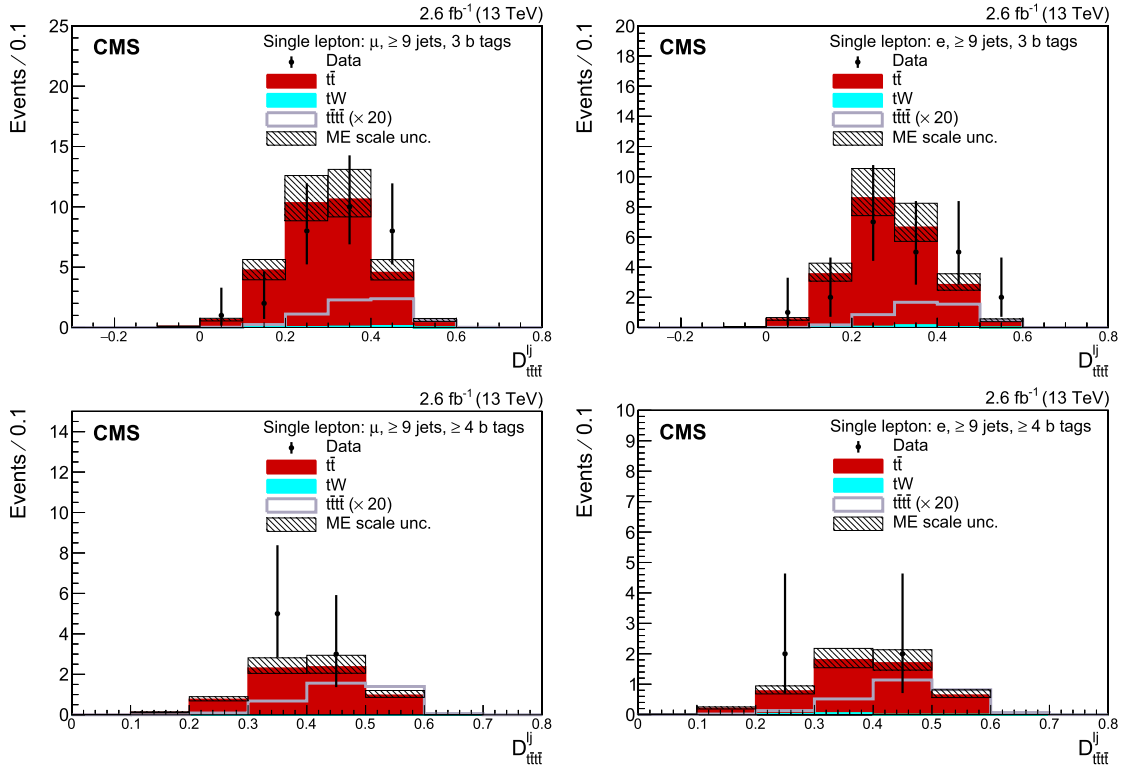 2.6 fb⁻¹ (13 TeV)
Events / 0.1
CMS
Single lepton: μ, ≥ 9 jets, 3 b tags
Data
tt̄
tW
tt̄tt̄ (× 20)
ME scale unc.
25
20
15
10
5
0
−0.2 0 0.2 0.4 0.6 0.8
D^lj_tt̄tt̄
2.6 fb⁻¹ (13 TeV)
Events / 0.1
CMS
Single lepton: e, ≥ 9 jets, 3 b tags
Data
tt̄
tW
tt̄tt̄ (× 20)
ME scale unc.
20
18
16
14
12
10
8
6
4
2
0
−0.2 0 0.2 0.4 0.6 0.8
D^lj_tt̄tt̄
2.6 fb⁻¹ (13 TeV)
Events / 0.1
CMS
Single lepton: μ, ≥ 9 jets, ≥ 4 b tags
Data
tt̄
tW
tt̄tt̄ (× 20)
ME scale unc.
14
12
10
8
6
4
2
0
0 0.1 0.2 0.3 0.4 0.5 0.6 0.7 0.8
D^lj_tt̄tt̄
2.6 fb⁻¹ (13 TeV)
Events / 0.1
CMS
Single lepton: e, ≥ 9 jets, ≥ 4 b tags
Data
tt̄
tW
tt̄tt̄ (× 20)
ME scale unc.
10
9
8
7
6
5
4
3
2
1
0
0 0.1 0.2 0.3 0.4 0.5 0.6 0.7 0.8
D^lj_tt̄tt̄